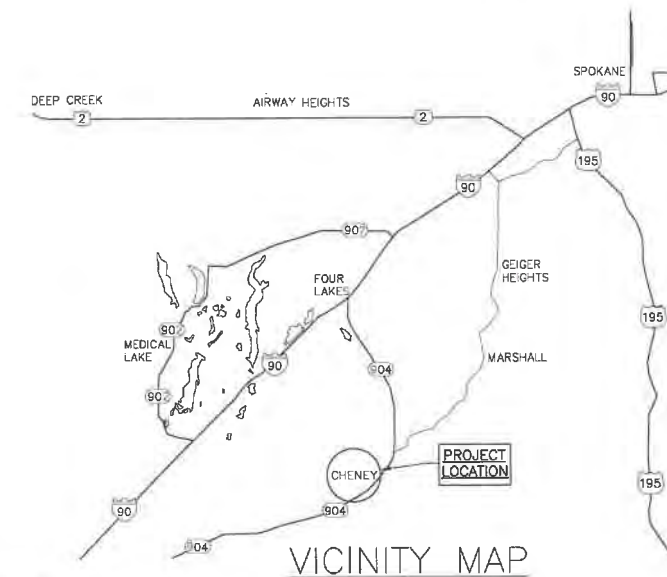 SPOKANE
90
DEEP CREEK
AIRWAY HEIGHTS
2
2
195
90
902
GEIGER
HEIGHTS
FOUR
LAKES
902
195
MEDICAL
LAKE
90
MARSHALL
904
902
PROJECT
LOCATION
CHENEY
195
90
904
904
VICINITY MAP